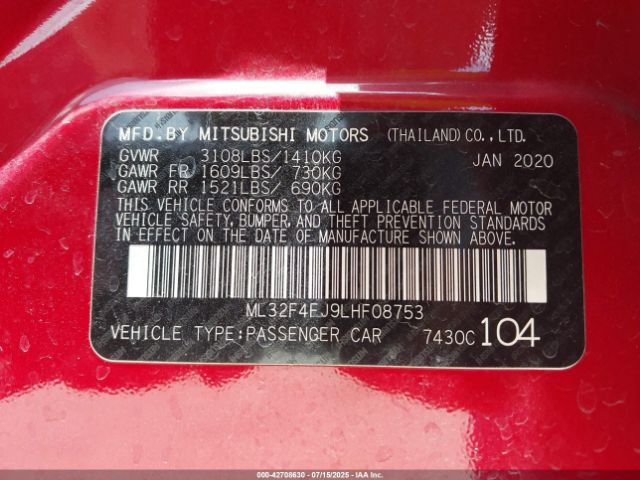 MFD.BY MITSUBISHI MOTORS (THAILAND)CO.,LTD.
GVWR 3108LBS/1410KG JAN 2020
GAWR FR 1609LBS/ 730KG
GAWR RR 1521LBS/ 690KG
THIS VEHICLE CONFORMS TO ALL APPLICABLE FEDERAL MOTOR
VEHICLE SAFETY, BUMPER, AND THEFT PREVENTION STANDARDS
IN EFFECT ON THE DATE OF MANUFACTURE SHOWN ABOVE.
ML32F4FJ9LHF08753
VEHICLE TYPE:PASSENGER CAR 7430C 104
000-42708630 - 07/15/2025 - IAAI.COM